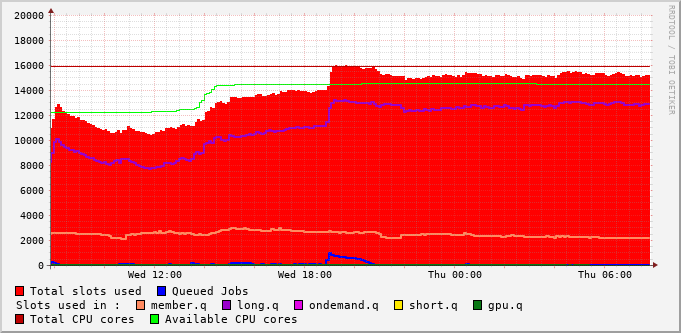 20000
18000
16000
14000
12000
10000
8000
6000
4000
2000
0
Wed 12:00 Wed 18:00 Thu 00:00 Thu 06:00
Total slots used Queued Jobs
Slots used in : member.q long.q ondemand.q short.q gpu.q
Total CPU cores Available CPU cores
RRDTOOL / TOBI OETIKER